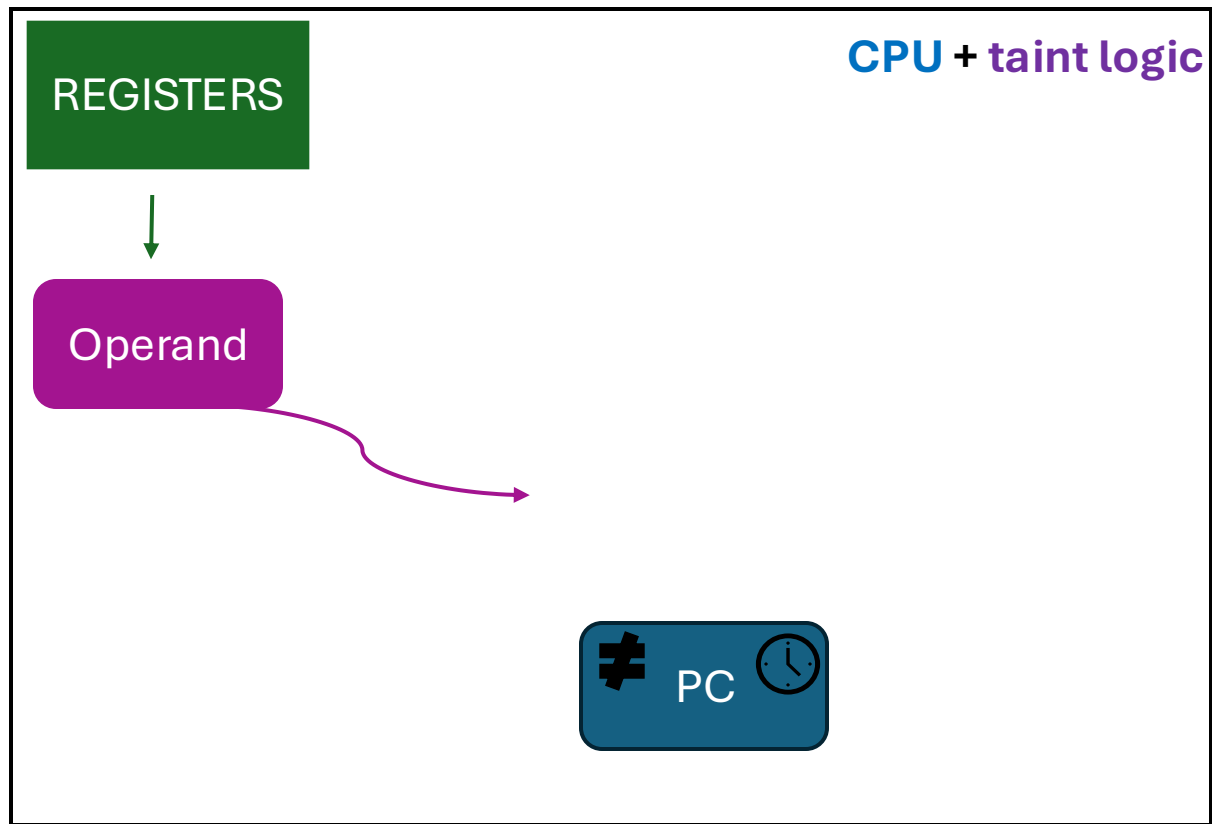 REGISTERS
CPU + taint logic
Operand
PC